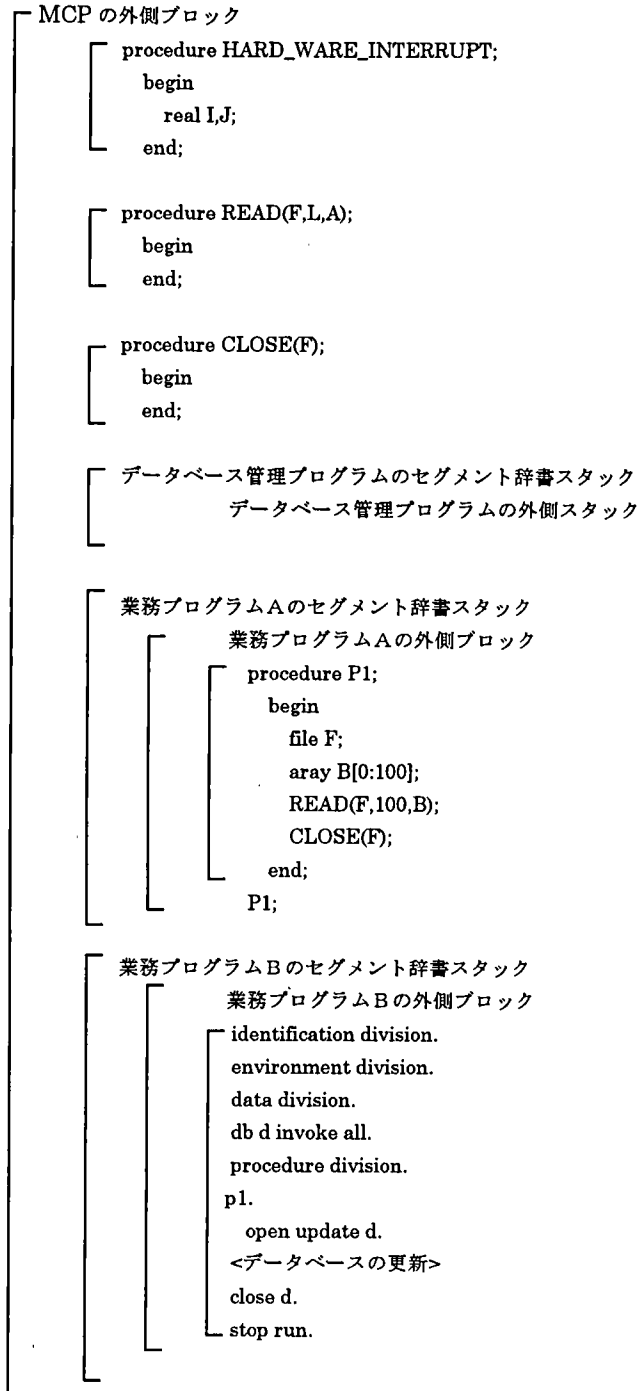 MCP の外側ブロック
procedure HARD_WARE_INTERRUPT;
begin
real I,J;
end;
procedure READ(F,L,A);
begin
end;
procedure CLOSE(F);
begin
end;
データベース管理プログラムのセグメント辞書スタック
データベース管理プログラムの外側スタック
業務プログラムAのセグメント辞書スタック
業務プログラムAの外側ブロック
procedure P1;
begin
file F;
aray B[0:100];
READ(F,100,B);
CLOSE(F);
end;
P1;
業務プログラムBのセグメント辞書スタック
業務プログラムBの外側ブロック
identification division.
environment division.
data division.
db d invoke all.
procedure division.
p1.
open update d.
<データベースの更新>
close d.
stop run.